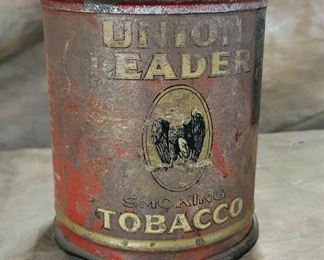 UNION
LEADER
SMOKING
TOBACCO